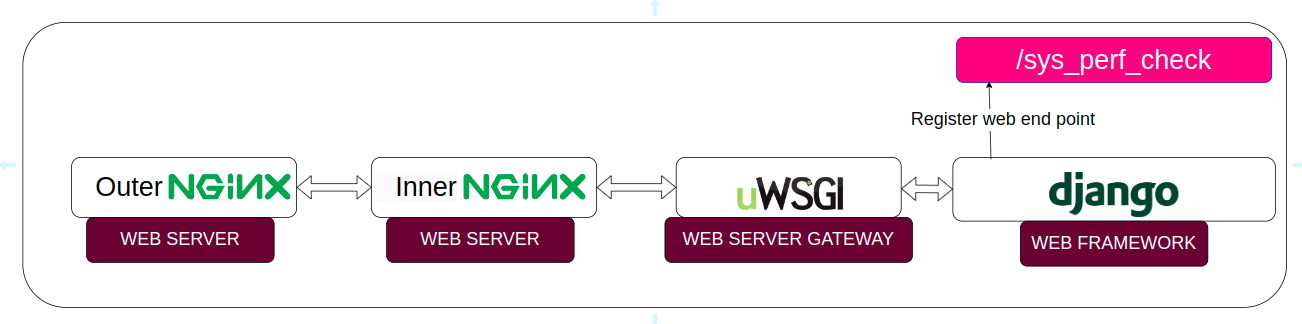 /sys_perf_check
Register web end point
Outer NGINX
Inner NGINX
uWSGI
django
WEB SERVER
WEB SERVER
WEB SERVER GATEWAY
WEB FRAMEWORK